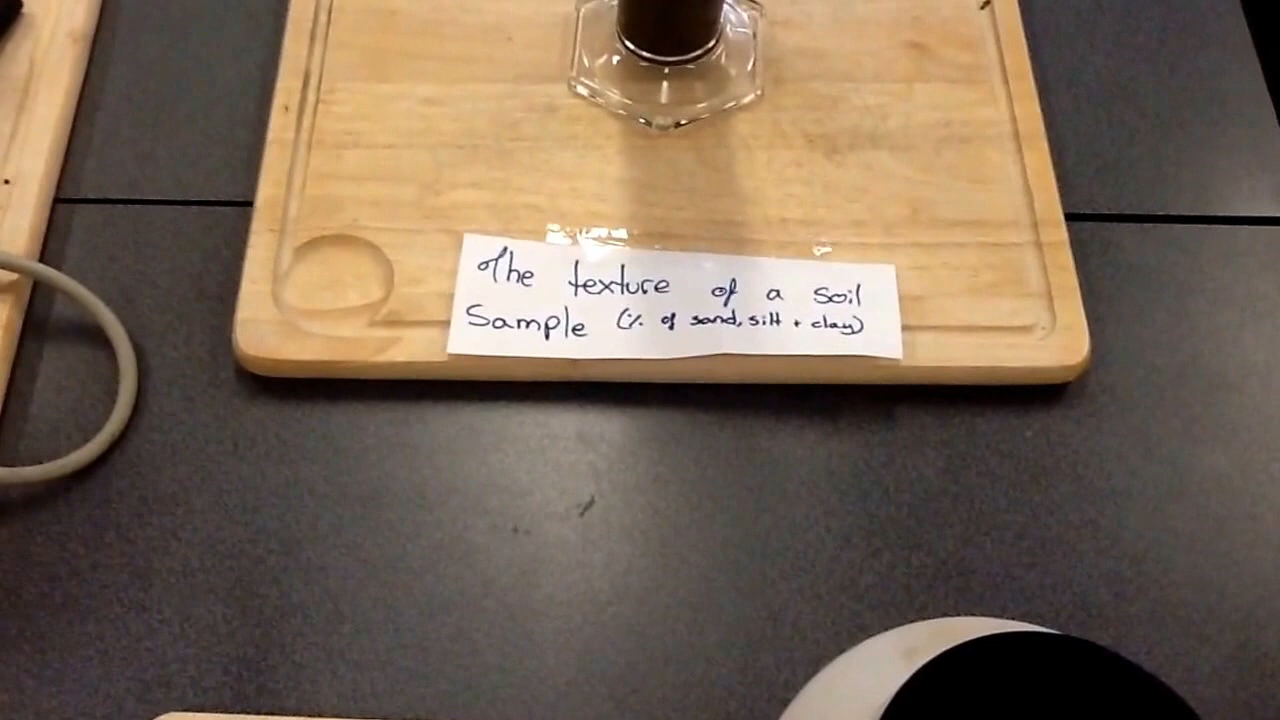 The texture of a soil
Sample (% of sand, silt + clay)